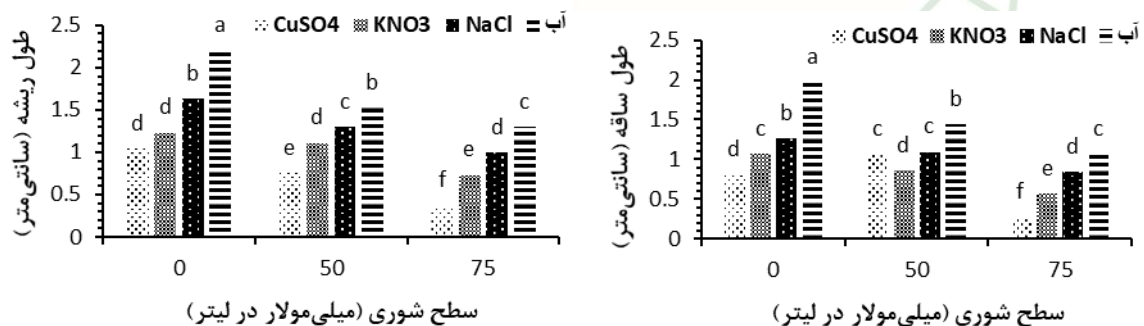 طول ریشه (سانتی‌متر)
CuSO4 KNO3 NaCl آب
2.5
2
1.5
1
0.5
0
d d b a
e d c b
f d d c
0 50 75
سطح شوری (میلی‌مولار در لیتر)
طول ساقه (سانتی‌متر)
CuSO4 KNO3 NaCl آب
2.5
2
1.5
1
0.5
0
d c b a
c d c b
f e d c
0 50 75
سطح شوری (میلی‌مولار در لیتر)